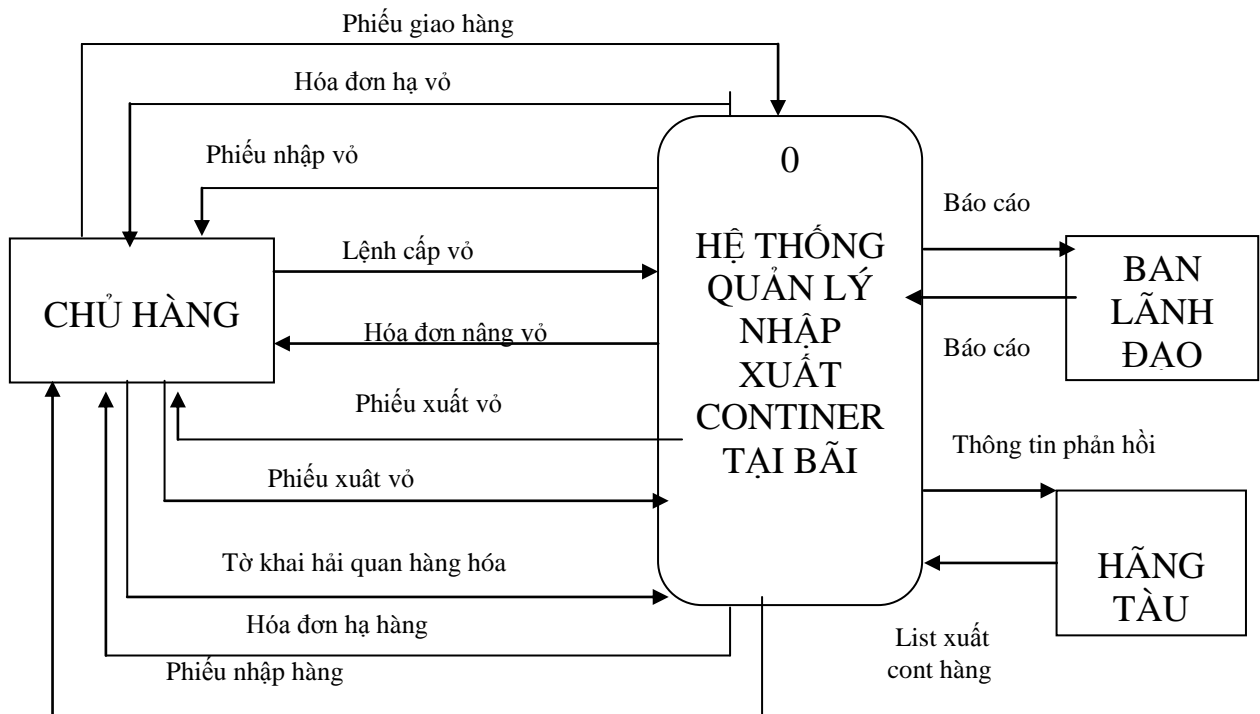 Phiếu giao hàng
Hóa đơn hạ vỏ
Phiếu nhập vỏ
Lệnh cấp vỏ
CHỦ HÀNG
Hóa đơn nâng vỏ
Phiếu xuất vỏ
Phiếu xuât vỏ
Tờ khai hải quan hàng hóa
Hóa đơn hạ hàng
Phiếu nhập hàng
0
HỆ THỐNG
QUẢN LÝ
NHẬP
XUẤT
CONTINER
TẠI BÃI
Báo cáo
BAN
LÃNH
ĐẠO
Báo cáo
Thông tin phản hồi
HÃNG
TÀU
List xuất
cont hàng